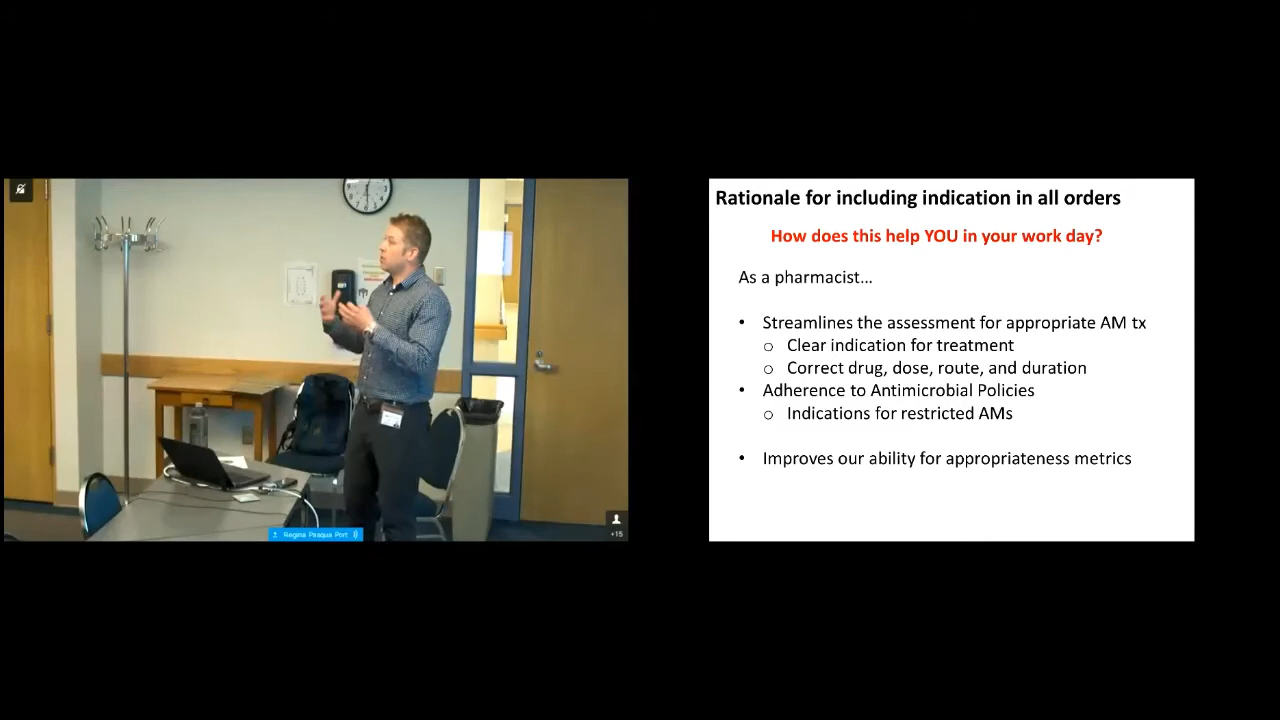 Regina Pasqua Port
+15
Rationale for including indication in all orders
How does this help YOU in your work day?
As a pharmacist...
• Streamlines the assessment for appropriate AM tx
o Clear indication for treatment
o Correct drug, dose, route, and duration
• Adherence to Antimicrobial Policies
o Indications for restricted AMs
• Improves our ability for appropriateness metrics